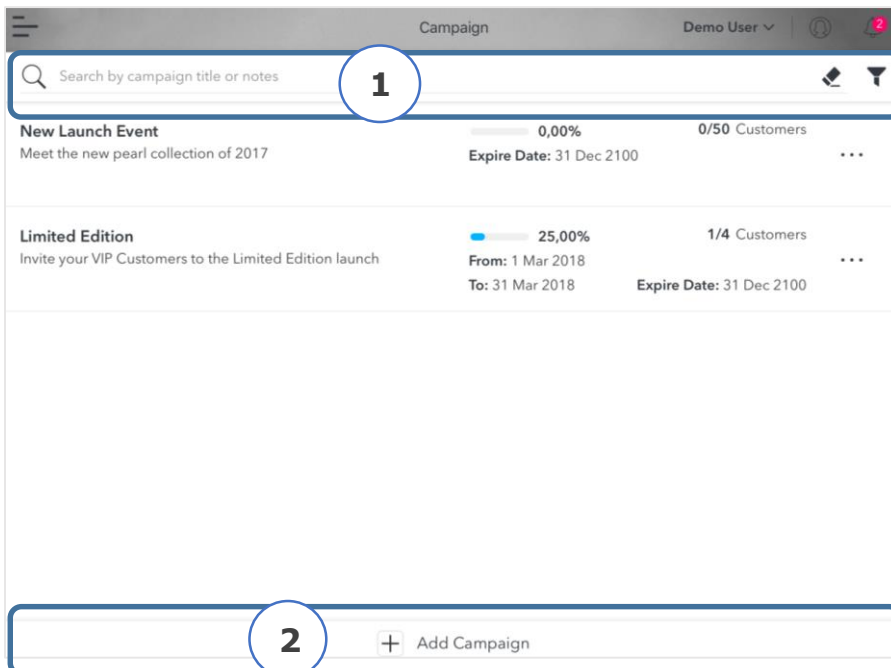 Campaign
Demo User
2
Search by campaign title or notes
1
New Launch Event
0,00%
0/50 Customers
Meet the new pearl collection of 2017
Expire Date: 31 Dec 2100
Limited Edition
25,00%
1/4 Customers
Invite your VIP Customers to the Limited Edition launch
From: 1 Mar 2018
To: 31 Mar 2018
Expire Date: 31 Dec 2100
2
Add Campaign